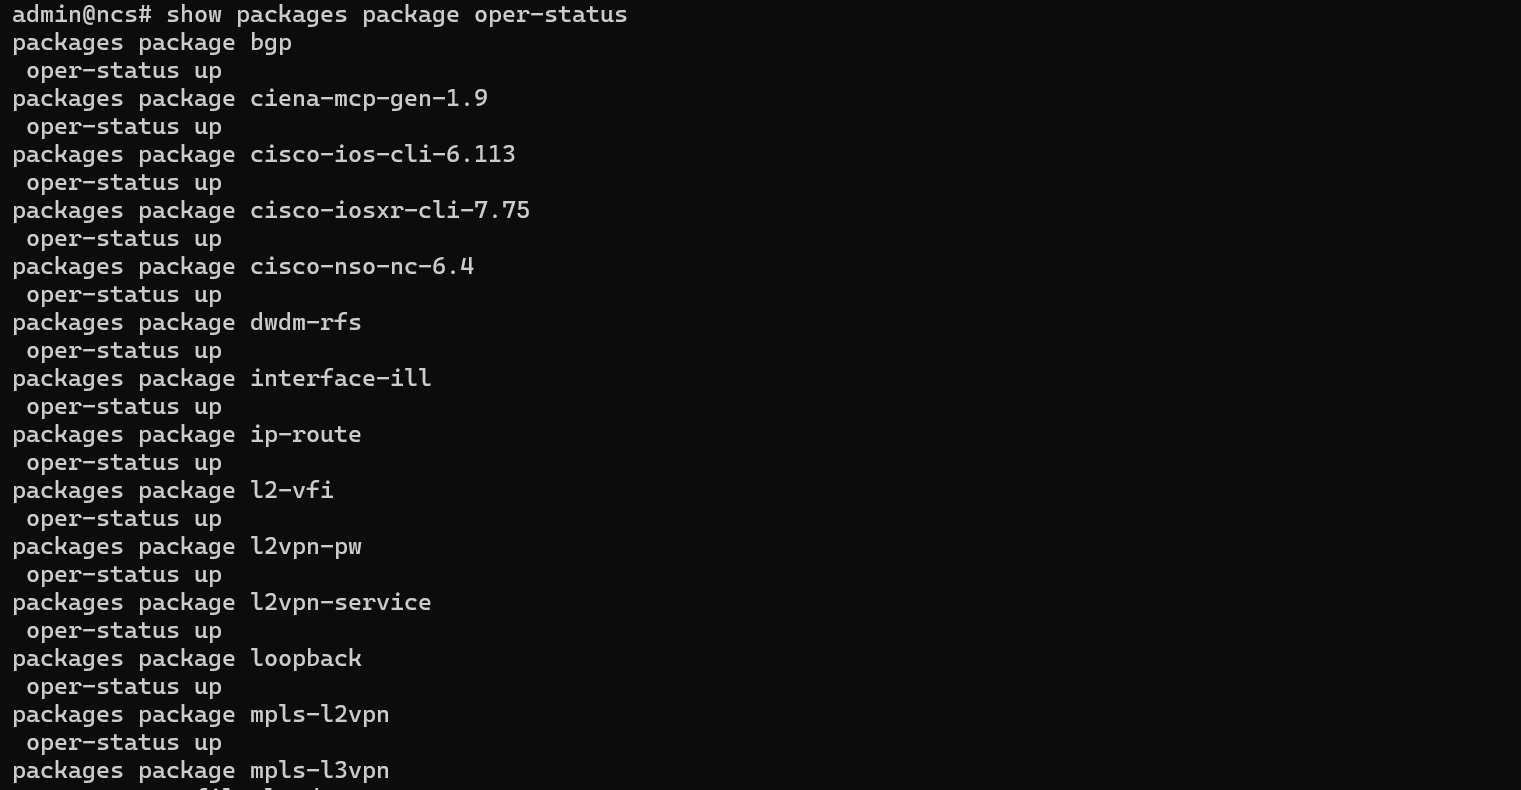 admin@ncs# show packages package oper-status
packages package bgp
 oper-status up
packages package ciena-mcp-gen-1.9
 oper-status up
packages package cisco-ios-cli-6.113
 oper-status up
packages package cisco-iosxr-cli-7.75
 oper-status up
packages package cisco-nso-nc-6.4
 oper-status up
packages package dwdm-rfs
 oper-status up
packages package interface-ill
 oper-status up
packages package ip-route
 oper-status up
packages package l2-vfi
 oper-status up
packages package l2vpn-pw
 oper-status up
packages package l2vpn-service
 oper-status up
packages package loopback
 oper-status up
packages package mpls-l2vpn
 oper-status up
packages package mpls-l3vpn